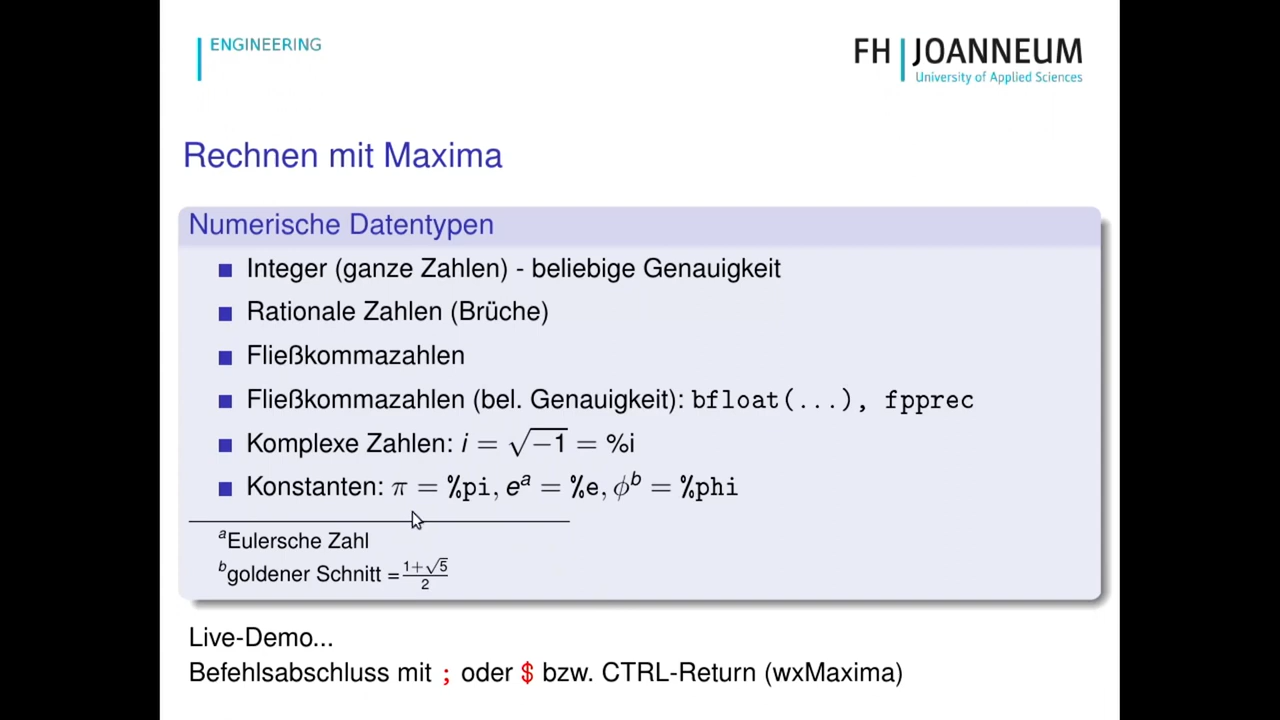 ENGINEERING
FH JOANNEUM
University of Applied Sciences
Rechnen mit Maxima
Numerische Datentypen
Integer (ganze Zahlen) - beliebige Genauigkeit
Rationale Zahlen (Brüche)
Fließkommazahlen
Fließkommazahlen (bel. Genauigkeit): bfloat(...), fpprec
Komplexe Zahlen: i = √−1 = %i
Konstanten: π = %pi, eᵃ = %e, ϕᵇ = %phi
ᵃEulersche Zahl
ᵇgoldener Schnitt = (1+√5)/2
Live-Demo...
Befehlsabschluss mit ; oder $ bzw. CTRL-Return (wxMaxima)